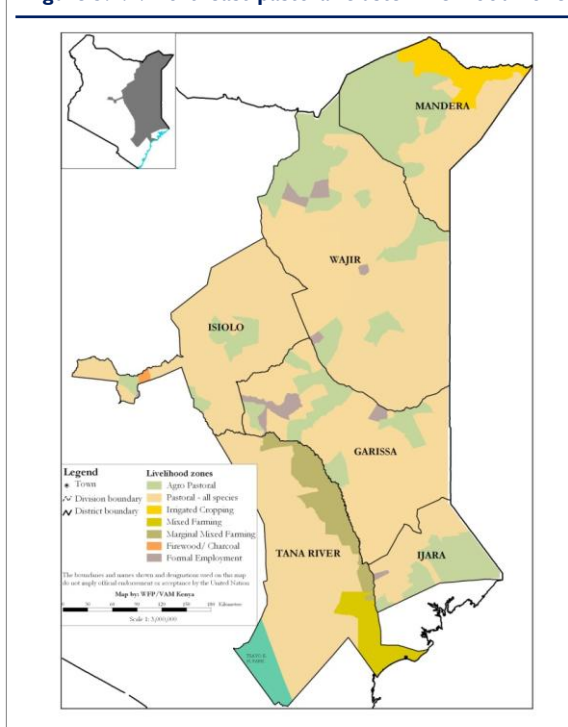 MANDERA
WAJIR
ISIOLO
GARISSA
TANA RIVER
IJARA
Legend
Town
Division boundary
District boundary
Livelihood zones
Agro Pastoral
Pastoral - all species
Irrigated Cropping
Mixed Farming
Marginal Mixed Farming
Firewood/ Charcoal
Formal Employment
The boundaries and names shown and designations used on this map
do not imply official endorsement or acceptance by the United Nation
Map by: WFP/VAM Kenya
Kilometres
Scale 1: 3,000,000